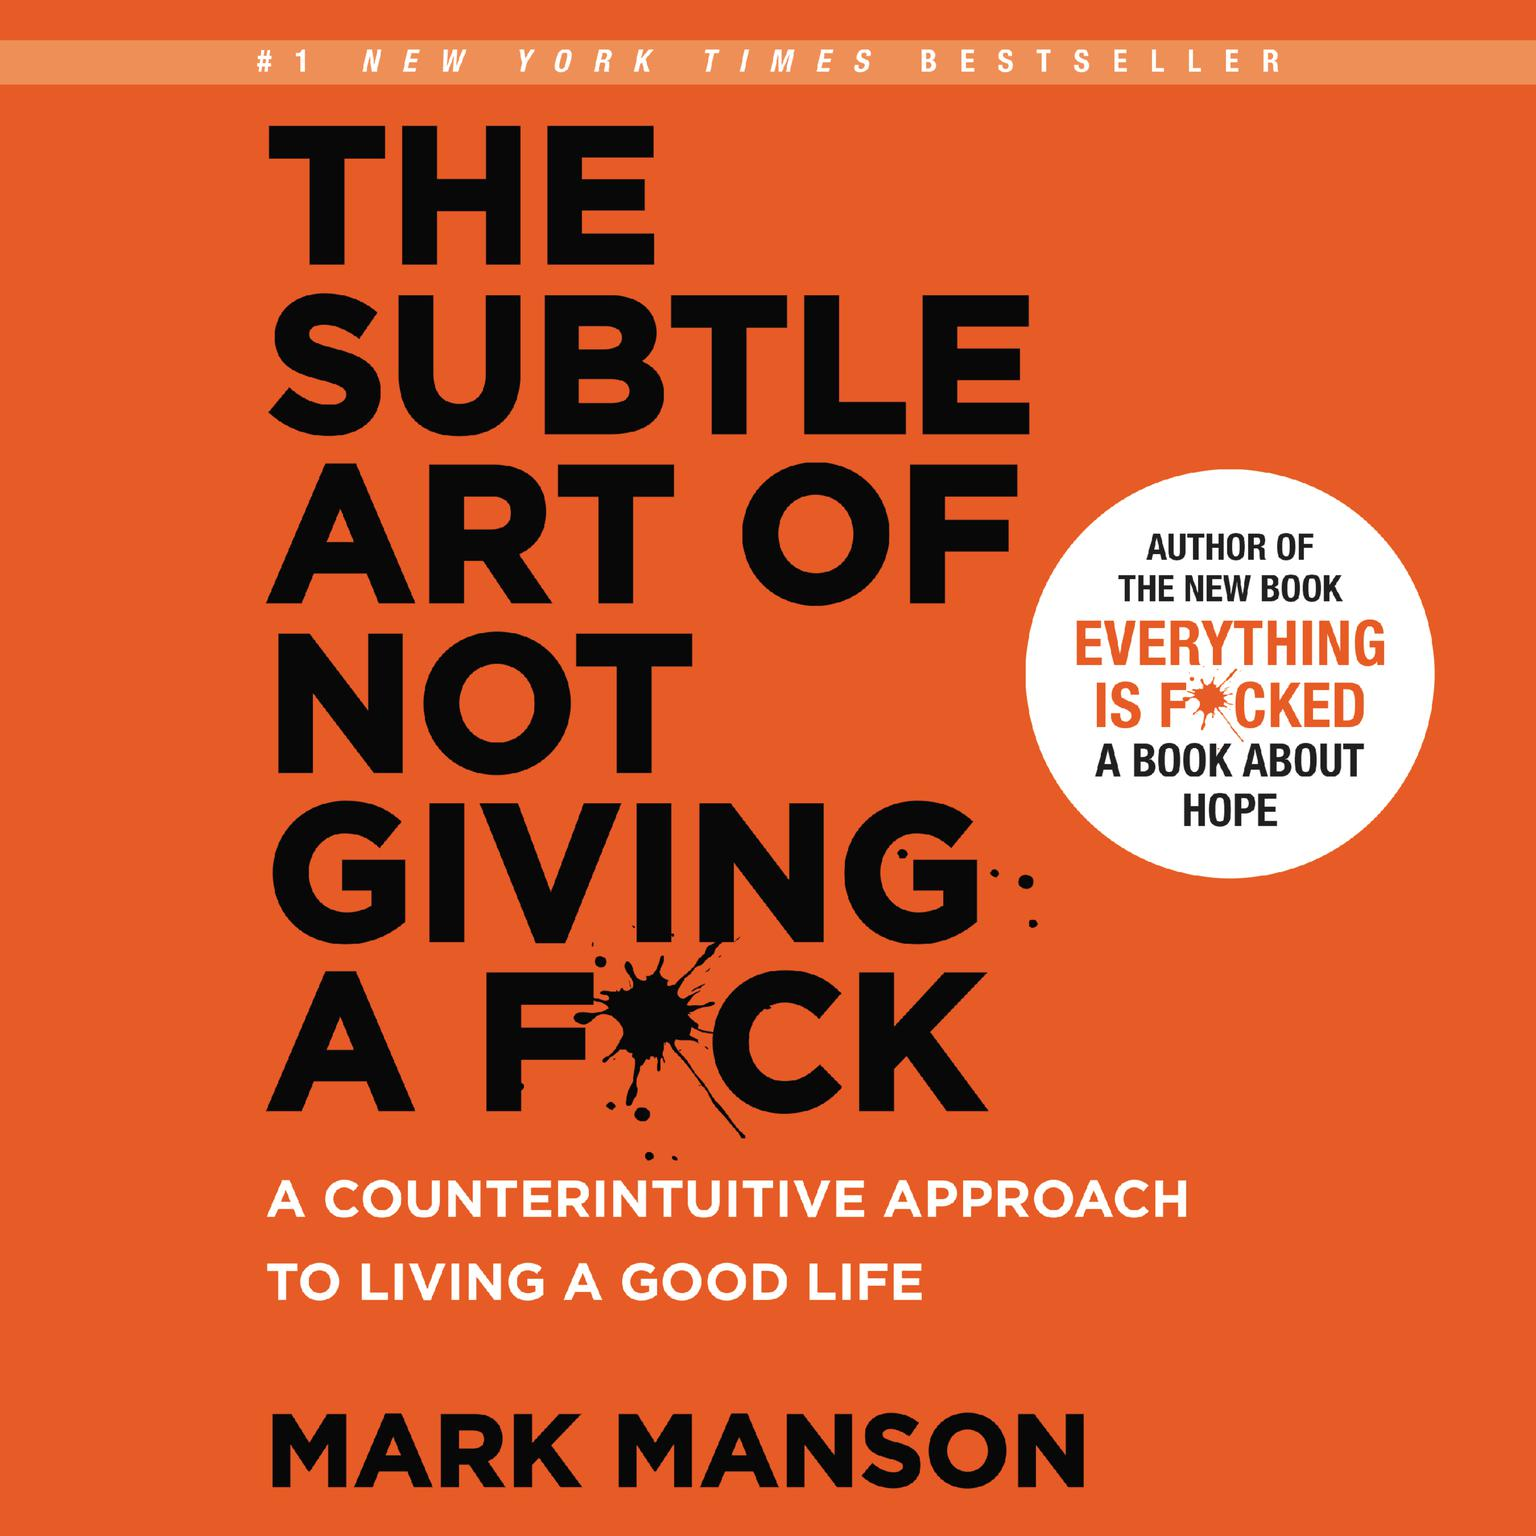 #1 NEW YORK TIMES BESTSELLER
THE
SUBTLE
ART OF
NOT
GIVING
A F*CK
AUTHOR OF
THE NEW BOOK
EVERYTHING
IS F*CKED
A BOOK ABOUT
HOPE
A COUNTERINTUITIVE APPROACH
TO LIVING A GOOD LIFE
MARK MANSON